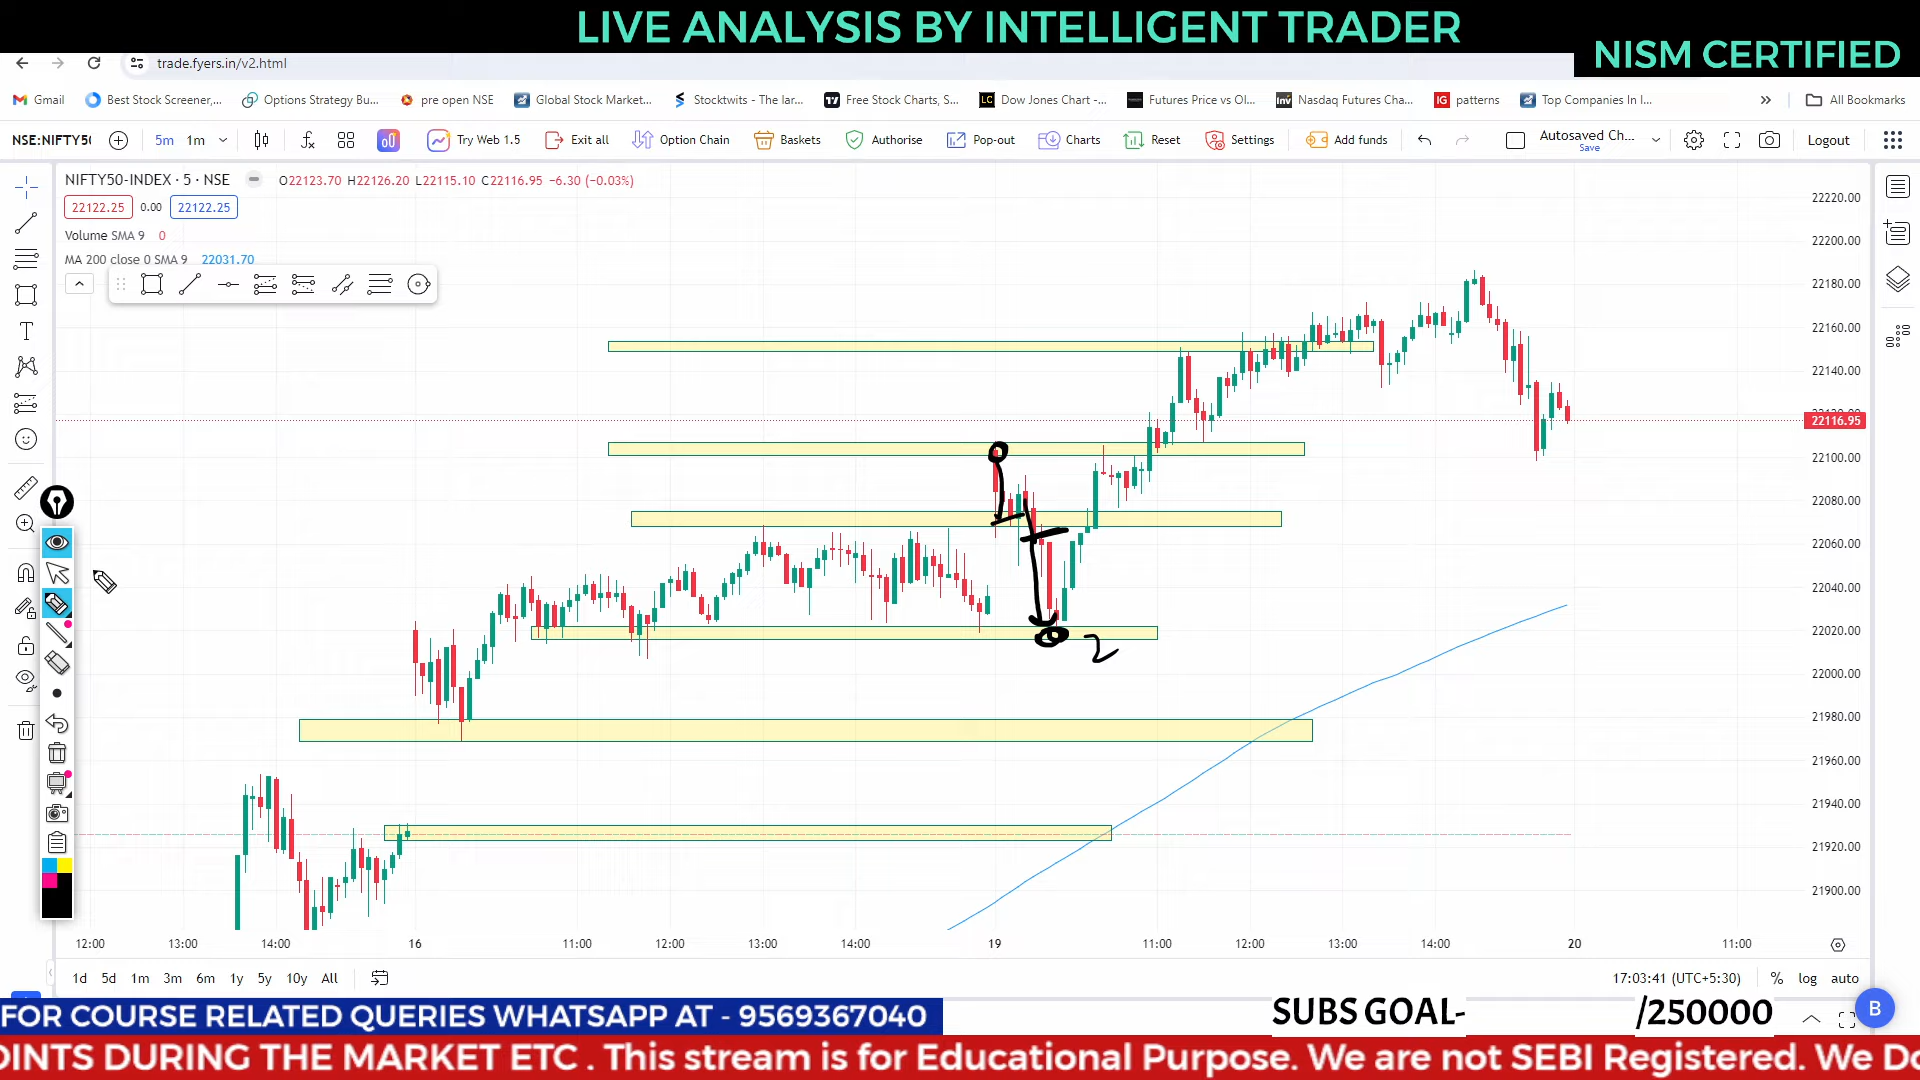 LIVE ANALYSIS BY INTELLIGENT TRADER
NISM CERTIFIED
trade.fyers.in/v2.html
Gmail Best Stock Screener,... Options Strategy Bu... pre open NSE Global Stock Market... Stocktwits - The lar... Free Stock Charts, S... Dow Jones Chart -... Futures Price vs Ol... Nasdaq Futures Cha... patterns Top Companies In I... » All Bookmarks
NSE:NIFTY50 5m 1m Try Web 1.5 Exit all Option Chain Baskets Authorise Pop-out Charts Reset Settings Add funds Autosaved Ch... Save Logout
NIFTY50-INDEX · 5 · NSE O22123.70 H22126.20 L22115.10 C22116.95 −6.30 (−0.03%)
22122.25 0.00 22122.25
Volume SMA 9 0
MA 200 close 0 SMA 9 22031.70
22220.00
22200.00
22180.00
22160.00
22140.00
22116.95
22100.00
22080.00
22060.00
22040.00
22020.00
22000.00
21980.00
21960.00
21940.00
21920.00
21900.00
2
12:00 13:00 14:00 16 11:00 12:00 13:00 14:00 19 11:00 12:00 13:00 14:00 20 11:00
1d 5d 1m 3m 6m 1y 5y 10y All 17:03:41 (UTC+5:30) % log auto
FOR COURSE RELATED QUERIES WHATSAPP AT - 9569367040
SUBS GOAL- /250000
B
OINTS DURING THE MARKET ETC . This stream is for Educational Purpose. We are not SEBI Registered. We Do